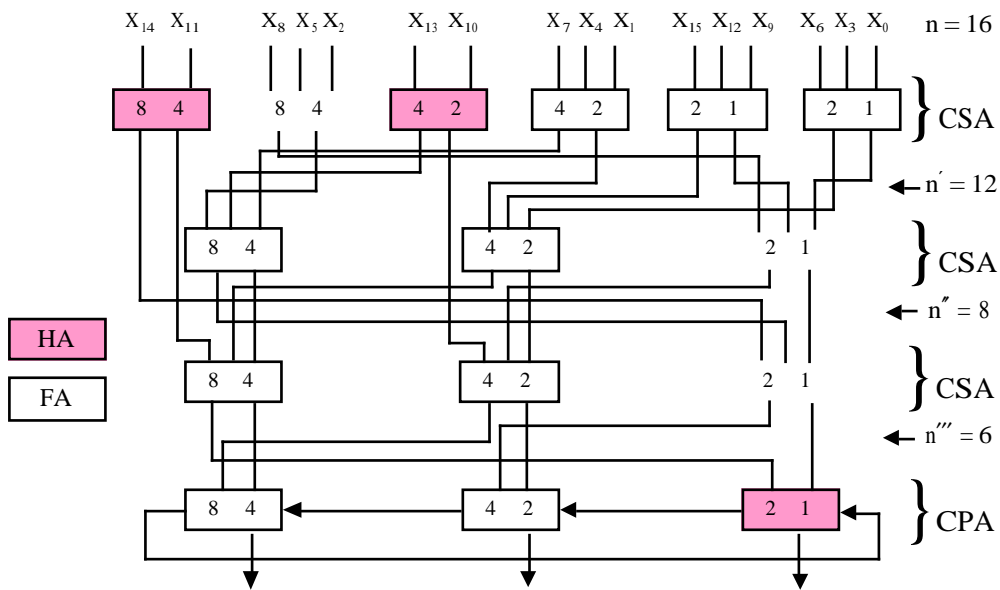 X₁₄ X₁₁ X₈ X₅ X₂ X₁₃ X₁₀ X₇ X₄ X₁ X₁₅ X₁₂ X₉ X₆ X₃ X₀ n = 16
8 4 8 4 4 2 4 2 2 1 2 1 } CSA
n′ = 12
8 4 4 2 2 1 } CSA
n″ = 8
HA
8 4 4 2 2 1 } CSA
FA
n‴ = 6
8 4 4 2 2 1 } CPA